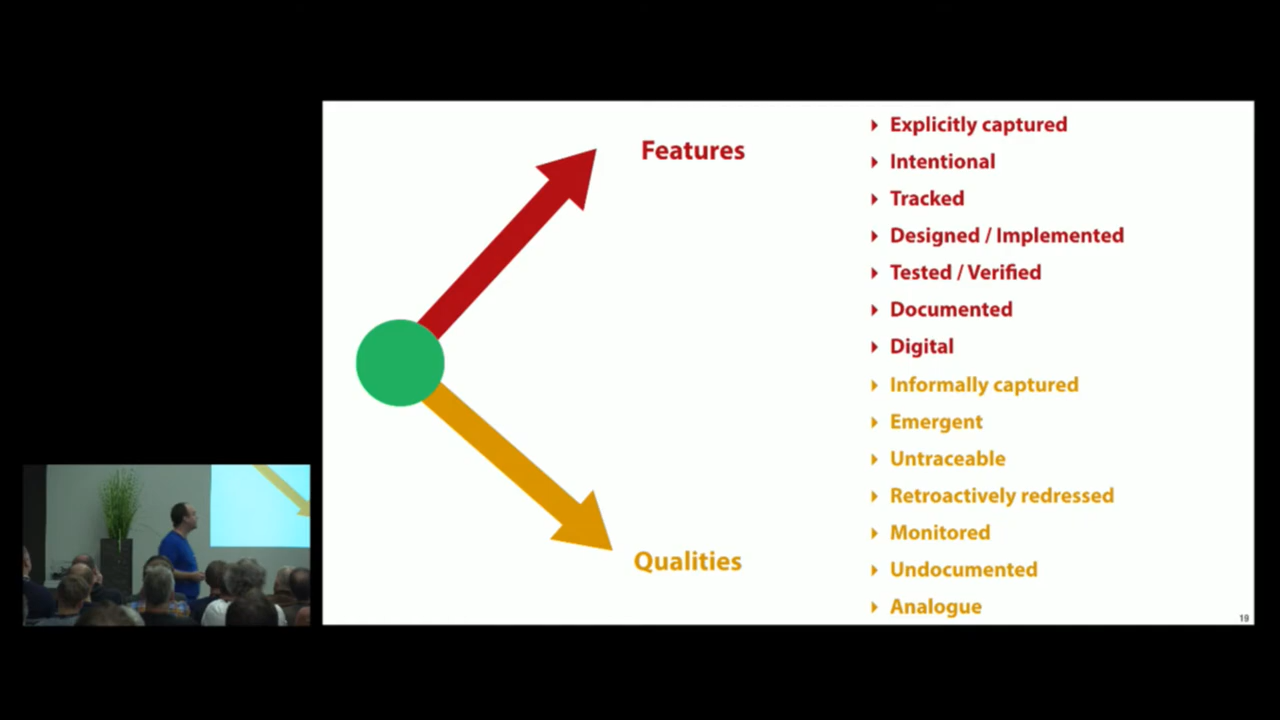 Features
Explicitly captured
Intentional
Tracked
Designed / Implemented
Tested / Verified
Documented
Digital
Qualities
Informally captured
Emergent
Untraceable
Retroactively redressed
Monitored
Undocumented
Analogue
19